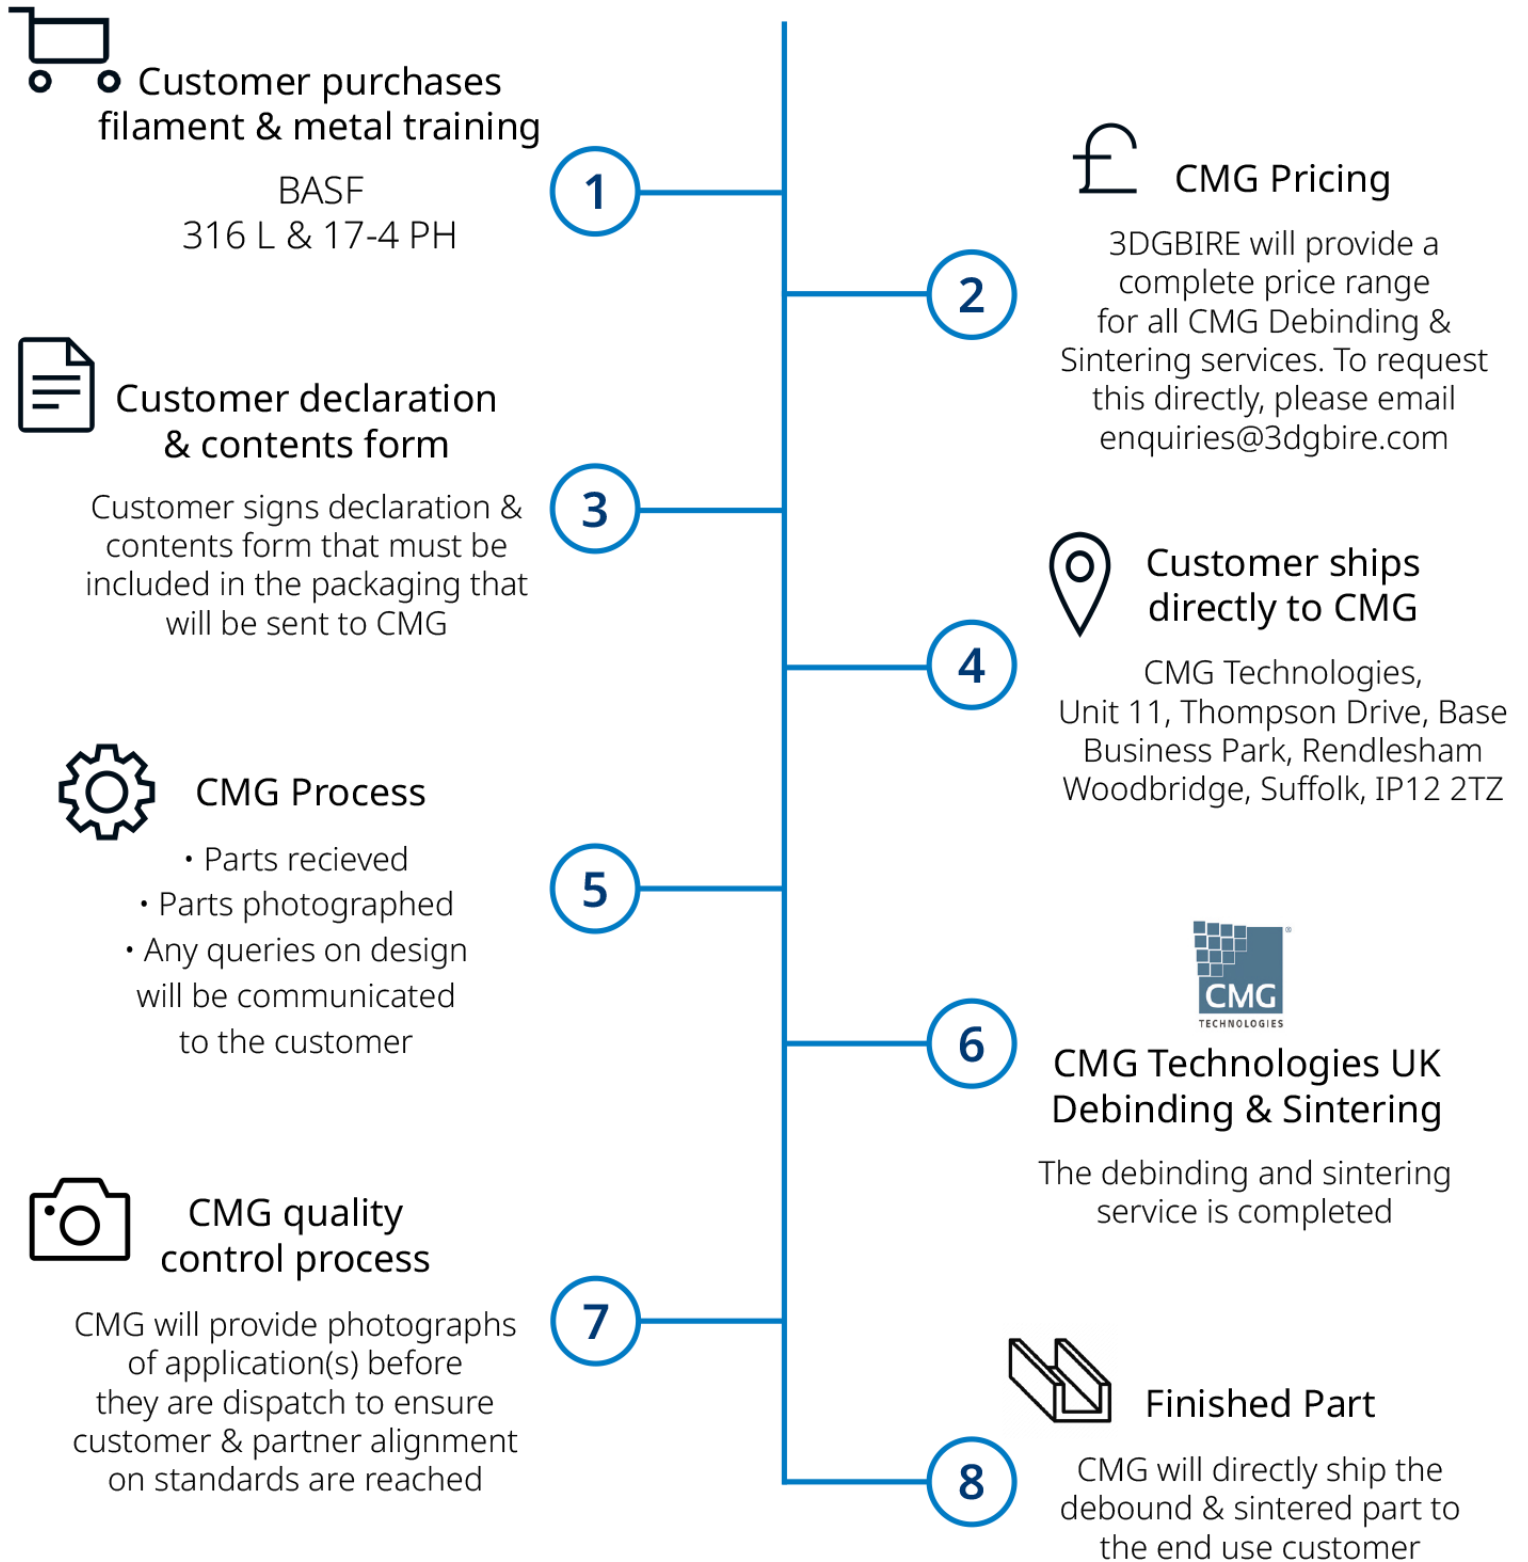 Customer purchases
filament & metal training
BASF
316 L & 17-4 PH
1
CMG Pricing
3DGBIRE will provide a
complete price range
for all CMG Debinding &
Sintering services. To request
this directly, please email
enquiries@3dgbire.com
2
Customer declaration
& contents form
Customer signs declaration &
contents form that must be
included in the packaging that
will be sent to CMG
3
Customer ships
directly to CMG
CMG Technologies,
Unit 11, Thompson Drive, Base
Business Park, Rendlesham
Woodbridge, Suffolk, IP12 2TZ
4
CMG Process
• Parts recieved
• Parts photographed
• Any queries on design
will be communicated
to the customer
5
CMG
TECHNOLOGIES
CMG Technologies UK
Debinding & Sintering
The debinding and sintering
service is completed
6
CMG quality
control process
CMG will provide photographs
of application(s) before
they are dispatch to ensure
customer & partner alignment
on standards are reached
7
Finished Part
CMG will directly ship the
debound & sintered part to
the end use customer
8